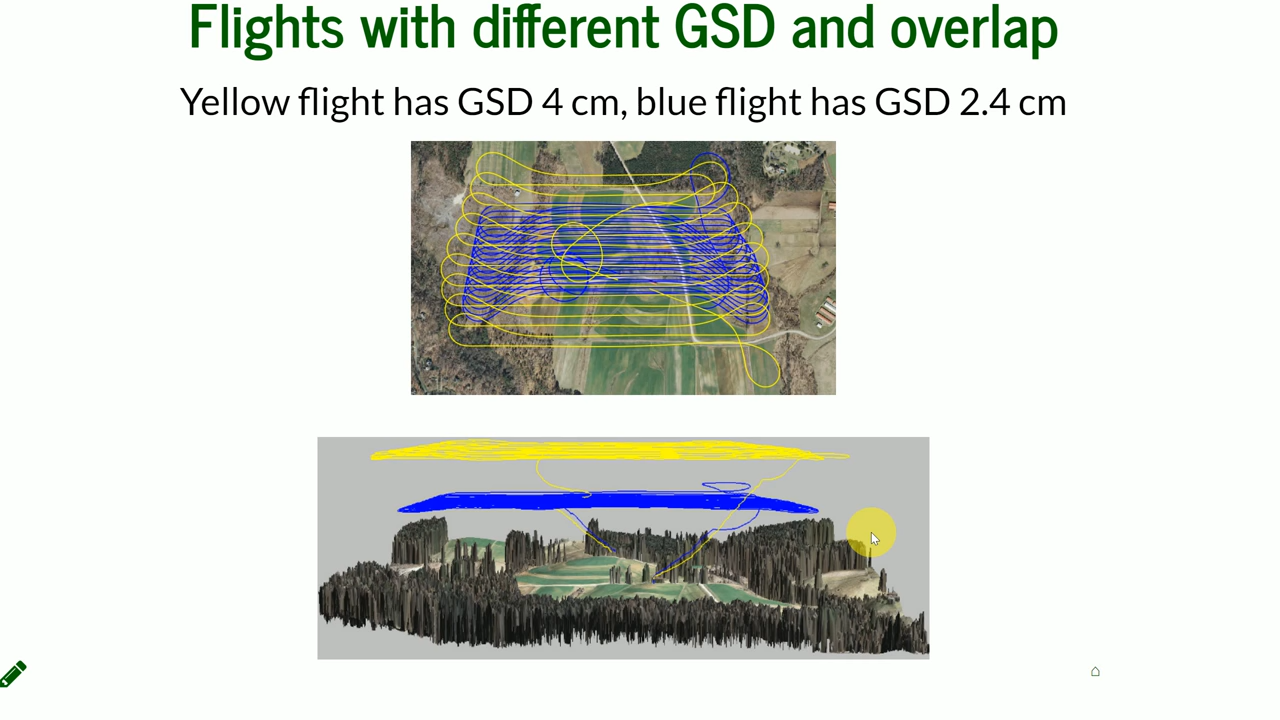 Flights with different GSD and overlap
Yellow flight has GSD 4 cm, blue flight has GSD 2.4 cm